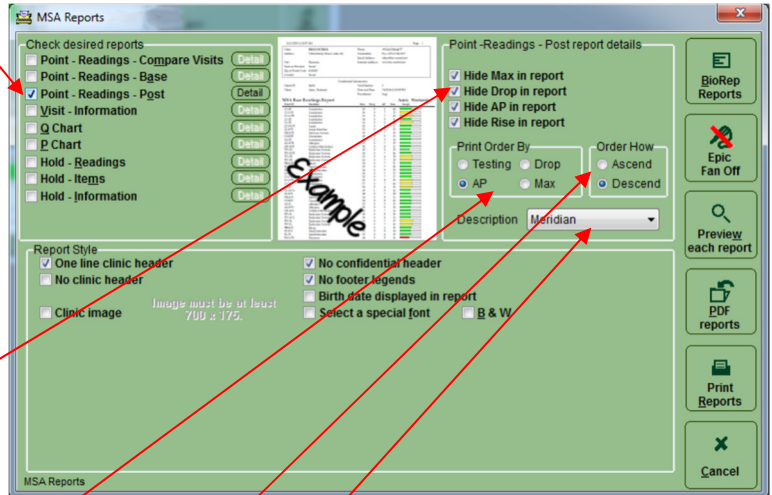 MSA Reports
Check desired reports
Point - Readings - Compare Visits Detail
Point - Readings - Base Detail
Point - Readings - Post Detail
Visit - Information Detail
Q Chart Detail
P Chart Detail
Hold - Readings Detail
Hold - Items Detail
Hold - Information Detail
Example
Point -Readings - Post report details
Hide Max in report
Hide Drop in report
Hide AP in report
Hide Rise in report
Print Order By
Testing Drop
AP Max
Order How
Ascend
Descend
Description Meridian
Report Style
One line clinic header
No clinic header
Clinic image
Image must be at least
700 x 175.
No confidential header
No footer legends
Birth date displayed in report
Select a special font B & W
BioRep
Reports
Epic
Fan Off
Preview
each report
PDF
reports
Print
Reports
Cancel
MSA Reports